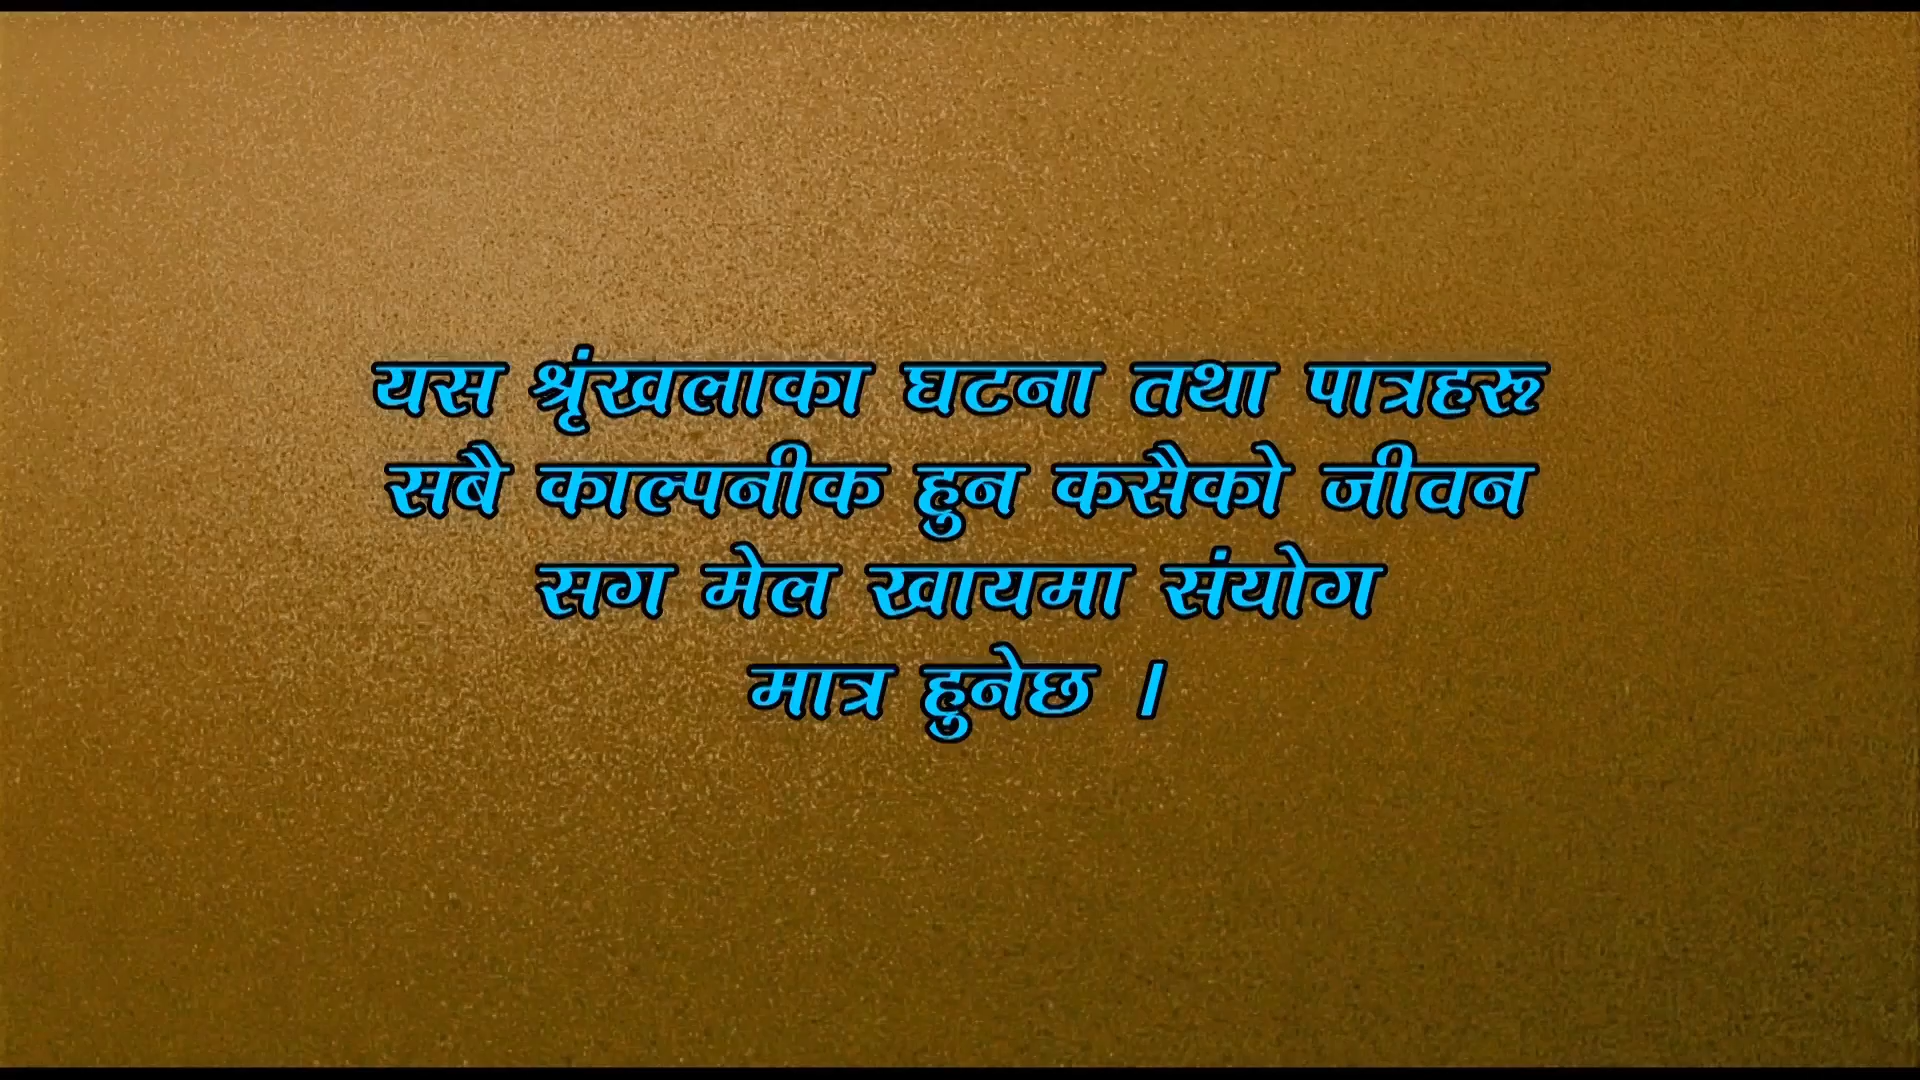 यस श्रृंखलाका घटना तथा पात्रहरू
सबै काल्पनीक हुन कसैको जीवन
सग मेल खायमा संयोग
मात्र हुनेछ ।